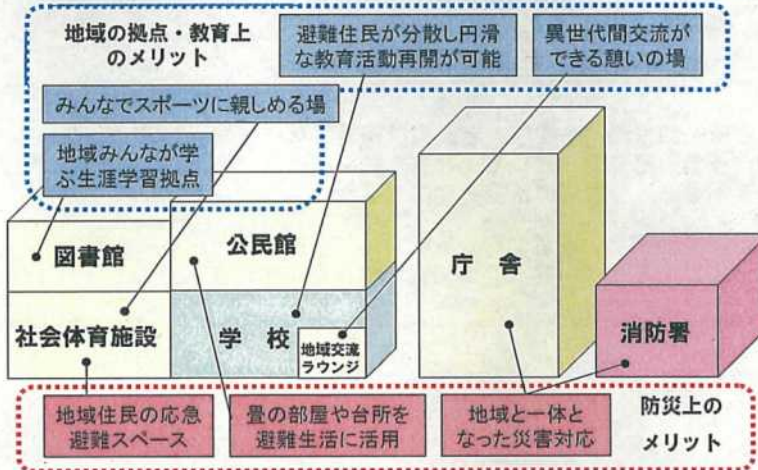 地域の拠点・教育上
のメリット
避難住民が分散し円滑
な教育活動再開が可能
異世代間交流が
できる憩いの場
みんなでスポーツに親しめる場
地域みんなが学
ぶ生涯学習拠点
図書館
公民館
庁舎
社会体育施設
学校
地域交流
ラウンジ
消防署
地域住民の応急
避難スペース
畳の部屋や台所を
避難生活に活用
地域と一体と
なった災害対応
防災上の
メリット